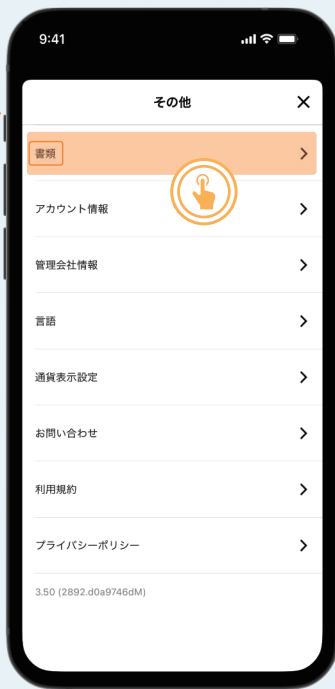 9:41
その他
書類
アカウント情報
管理会社情報
言語
通貨表示設定
お問い合わせ
利用規約
プライバシーポリシー
3.50 (2892.d0a9746dM)